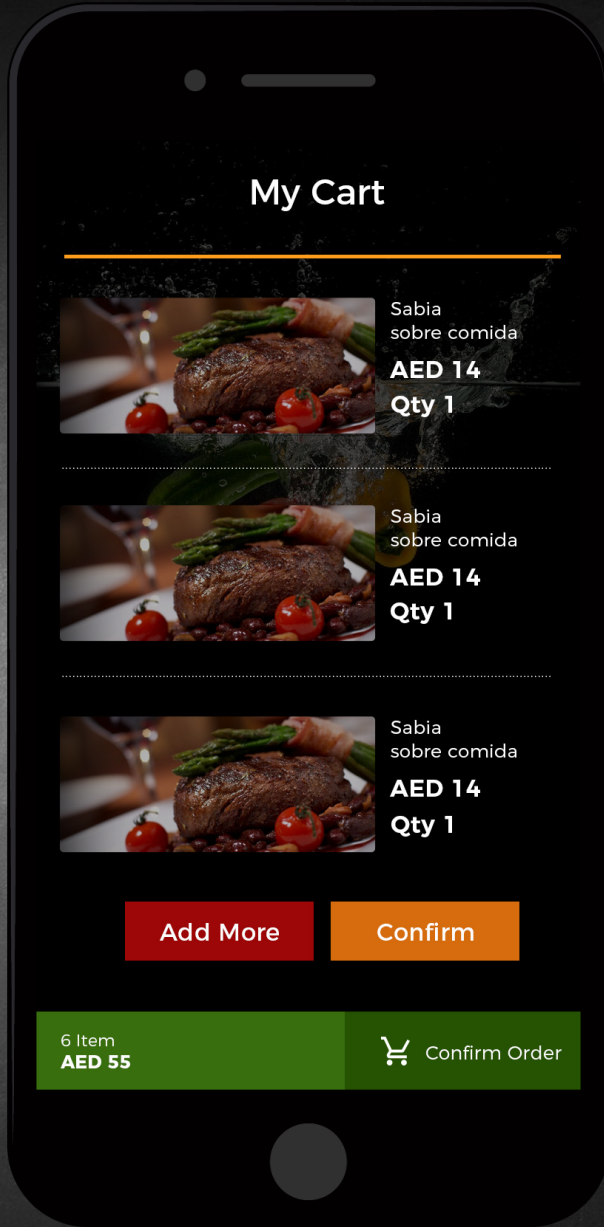 My Cart
Sabia
sobre comida
AED 14
Qty 1
Sabia
sobre comida
AED 14
Qty 1
Sabia
sobre comida
AED 14
Qty 1
Add More
Confirm
6 Item
AED 55
Confirm Order